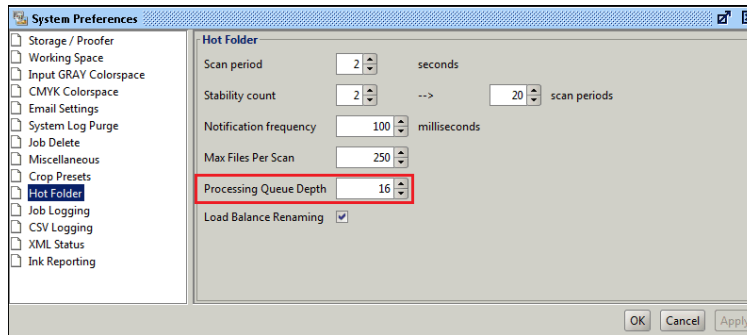 System Preferences
Storage / Proofer
Working Space
Input GRAY Colorspace
CMYK Colorspace
Email Settings
System Log Purge
Job Delete
Miscellaneous
Crop Presets
Hot Folder
Job Logging
CSV Logging
XML Status
Ink Reporting
Hot Folder
Scan period 2 seconds
Stability count 2 --> 20 scan periods
Notification frequency 100 milliseconds
Max Files Per Scan 250
Processing Queue Depth 16
Load Balance Renaming
OK Cancel Apply